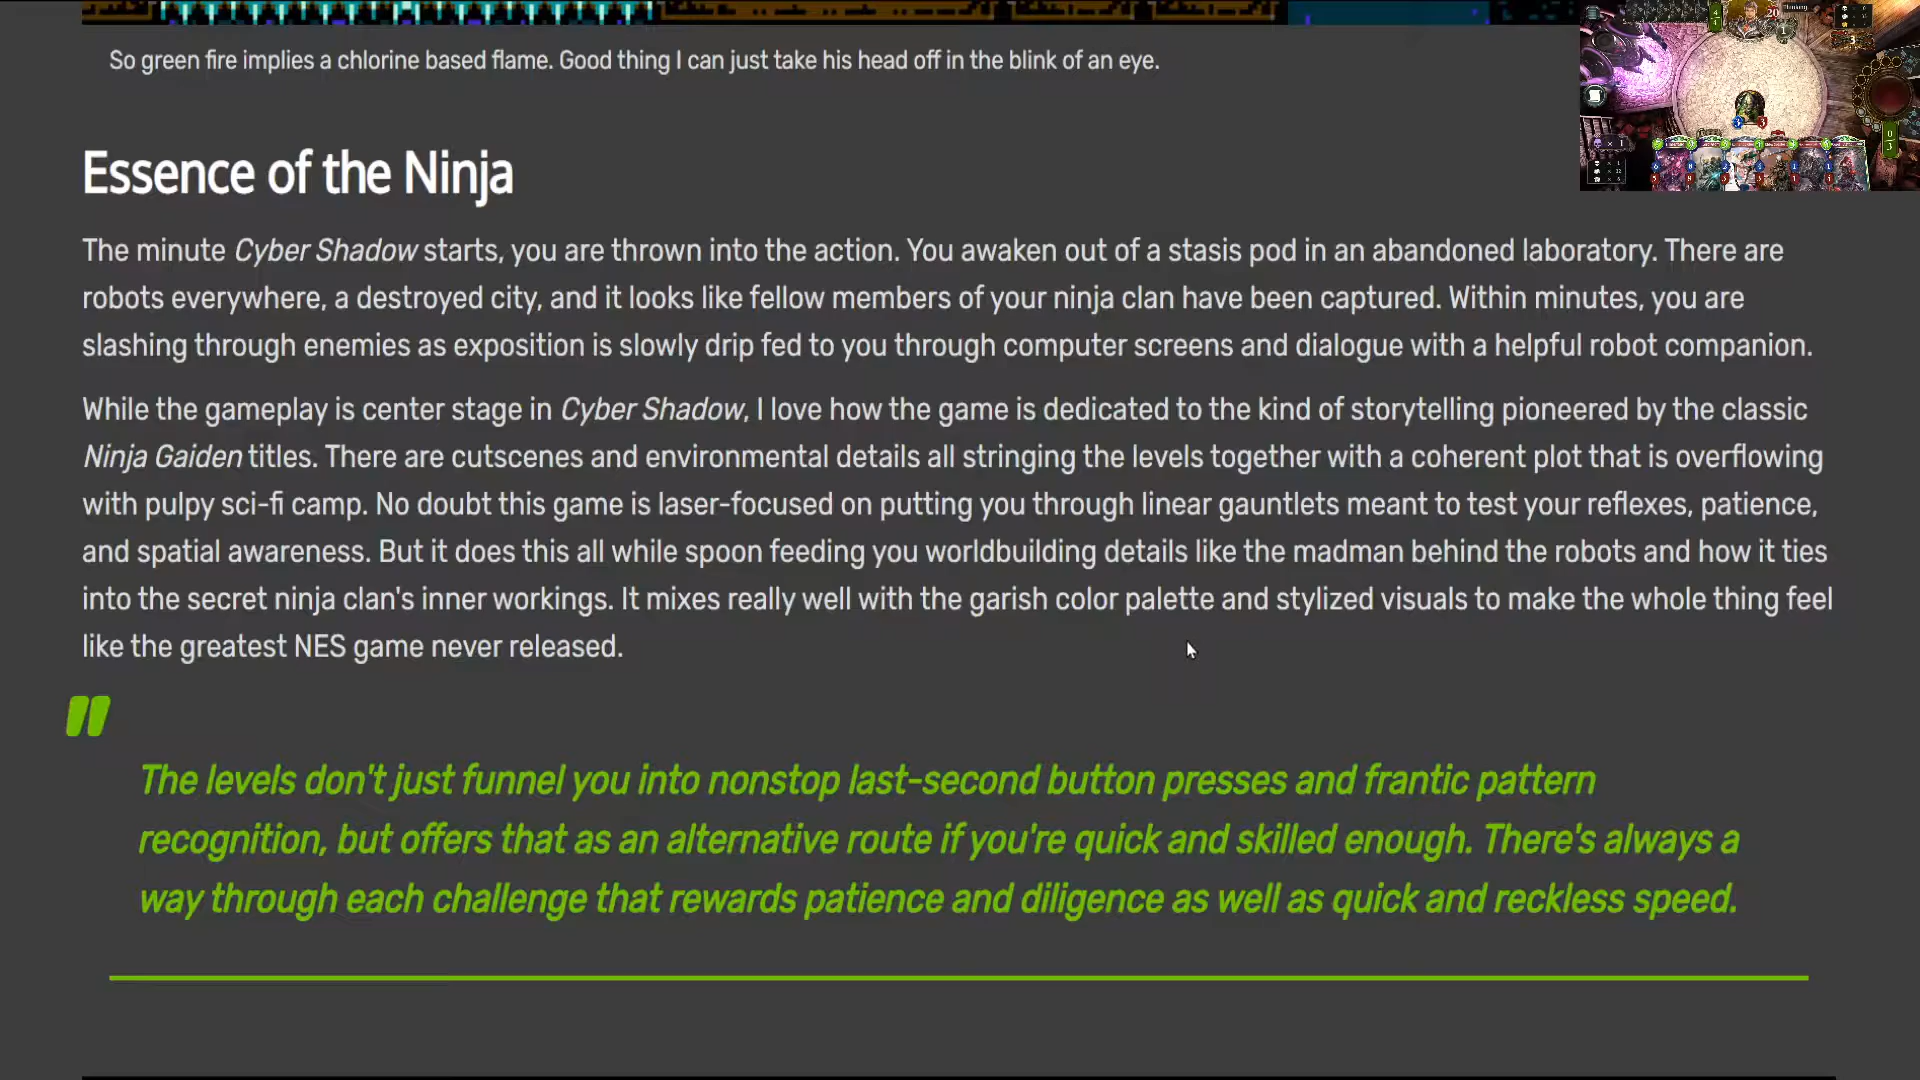 So green fire implies a chlorine based flame. Good thing I can just take his head off in the blink of an eye.
Essence of the Ninja
The minute Cyber Shadow starts, you are thrown into the action. You awaken out of a stasis pod in an abandoned laboratory. There are
robots everywhere, a destroyed city, and it looks like fellow members of your ninja clan have been captured. Within minutes, you are
slashing through enemies as exposition is slowly drip fed to you through computer screens and dialogue with a helpful robot companion.
While the gameplay is center stage in Cyber Shadow, I love how the game is dedicated to the kind of storytelling pioneered by the classic
Ninja Gaiden titles. There are cutscenes and environmental details all stringing the levels together with a coherent plot that is overflowing
with pulpy sci-fi camp. No doubt this game is laser-focused on putting you through linear gauntlets meant to test your reflexes, patience,
and spatial awareness. But it does this all while spoon feeding you worldbuilding details like the madman behind the robots and how it ties
into the secret ninja clan's inner workings. It mixes really well with the garish color palette and stylized visuals to make the whole thing feel
like the greatest NES game never released.
"
The levels don't just funnel you into nonstop last-second button presses and frantic pattern
recognition, but offers that as an alternative route if you're quick and skilled enough. There's always a
way through each challenge that rewards patience and diligence as well as quick and reckless speed.
20